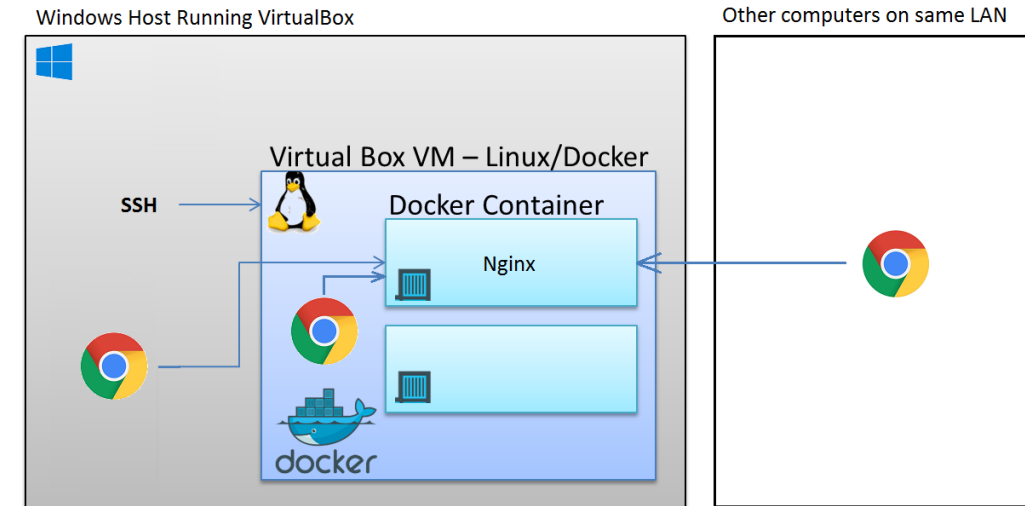 Windows Host Running VirtualBox
Other computers on same LAN
Virtual Box VM – Linux/Docker
SSH
Docker Container
Nginx
docker